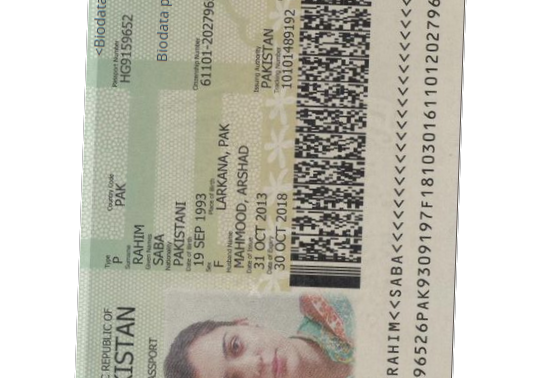 <Biodata
Biodata p
C REPUBLIC OF
KISTAN
PASSPORT
Type
P
Country Code
PAK
Passport Number
HG9159652
Surname
RAHIM
Given Names
SABA
Nationality
PAKISTANI
Date of Birth
19 SEP 1993
Citizenship Number
61101-202796
Sex
F
Place of Birth
LARKANA, PAK
Husband Name
MAHMOOD, ARSHAD
Date of Issue
31 OCT 2013
Issuing Authority
PAKISTAN
Date of Expiry
30 OCT 2018
Tracking Number
10101489192
RAHIM<<SABA<<<<<<<<<<<<<<<<<<<<<
96526PAK9309197F181030161101202796